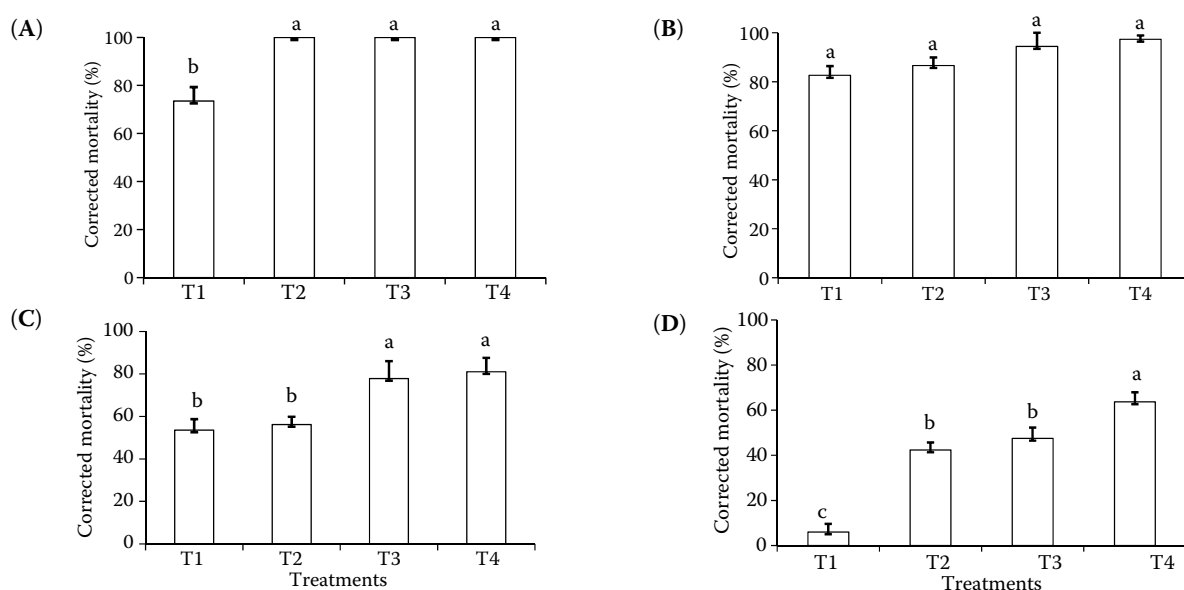 (A)
Corrected mortality (%)
100
80
60
40
20
0
b
a
a
a
T1 T2 T3 T4
(B)
Corrected mortality (%)
100
80
60
40
20
0
a
a
a
a
T1 T2 T3 T4
(C)
Corrected mortality (%)
100
80
60
40
20
0
b
b
a
a
T1 T2 T3 T4
Treatments
(D)
Corrected mortality (%)
100
80
60
40
20
0
c
b
b
a
T1 T2 T3 T4
Treatments